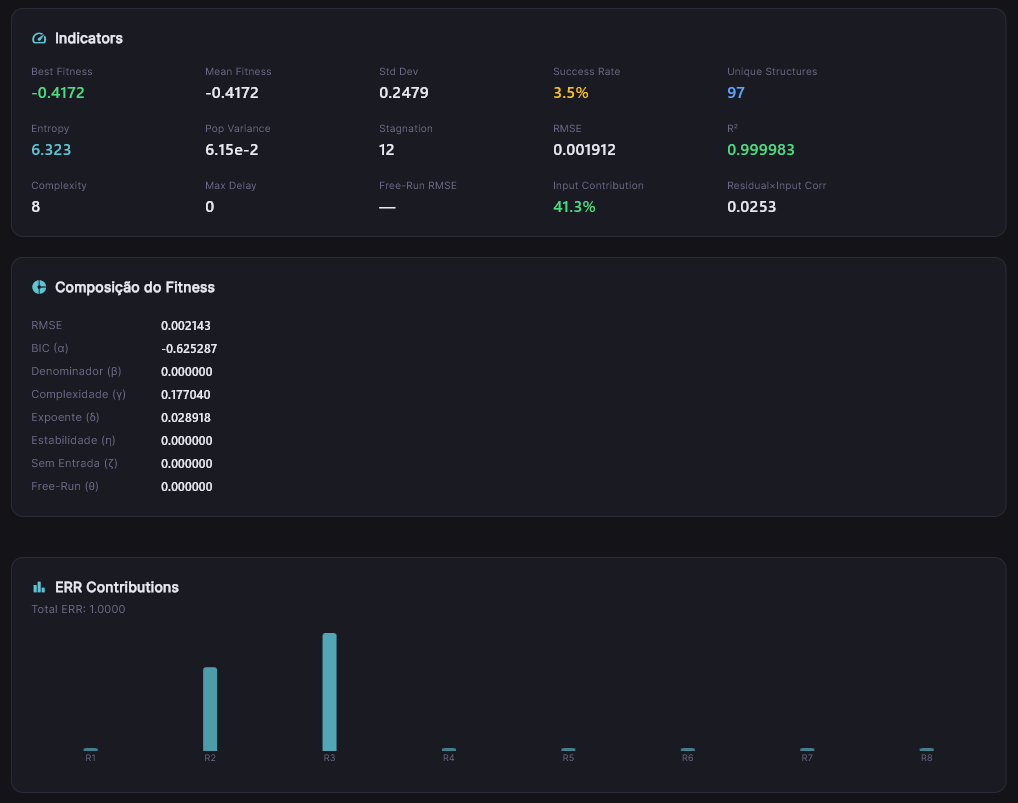 Indicators
Best Fitness Mean Fitness Std Dev Success Rate Unique Structures
-0.4172 -0.4172 0.2479 3.5% 97
Entropy Pop Variance Stagnation RMSE R²
6.323 6.15e-2 12 0.001912 0.999983
Complexity Max Delay Free-Run RMSE Input Contribution Residual×Input Corr
8 0 — 41.3% 0.0253
Composição do Fitness
RMSE 0.002143
BIC (α) -0.625287
Denominador (β) 0.000000
Complexidade (γ) 0.177040
Expoente (δ) 0.028918
Estabilidade (η) 0.000000
Sem Entrada (ζ) 0.000000
Free-Run (θ) 0.000000
ERR Contributions
Total ERR: 1.0000
R1 R2 R3 R4 R5 R6 R7 R8